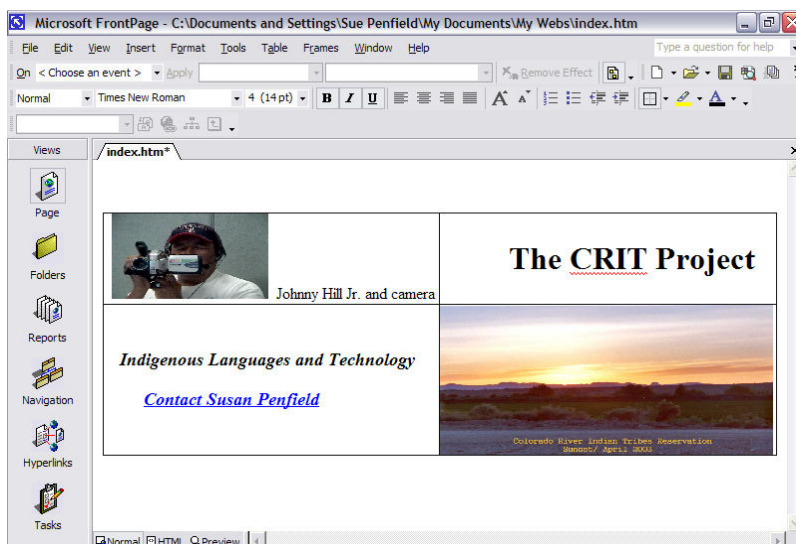 Microsoft FrontPage - C:\Documents and Settings\Sue Penfield\My Documents\My Webs\index.htm
File Edit View Insert Format Tools Table Frames Window Help Type a question for help
On < Choose an event > Apply Remove Effect
Normal Times New Roman 4 (14 pt) B I U A A A
Views index.htm*
Page
Folders
Reports
Navigation
Hyperlinks
Tasks
Johnny Hill Jr. and camera
The CRIT Project
Indigenous Languages and Technology
Contact Susan Penfield
Colorado River Indian Tribes Reservation
Sunset/ April 2003
Normal HTML Preview